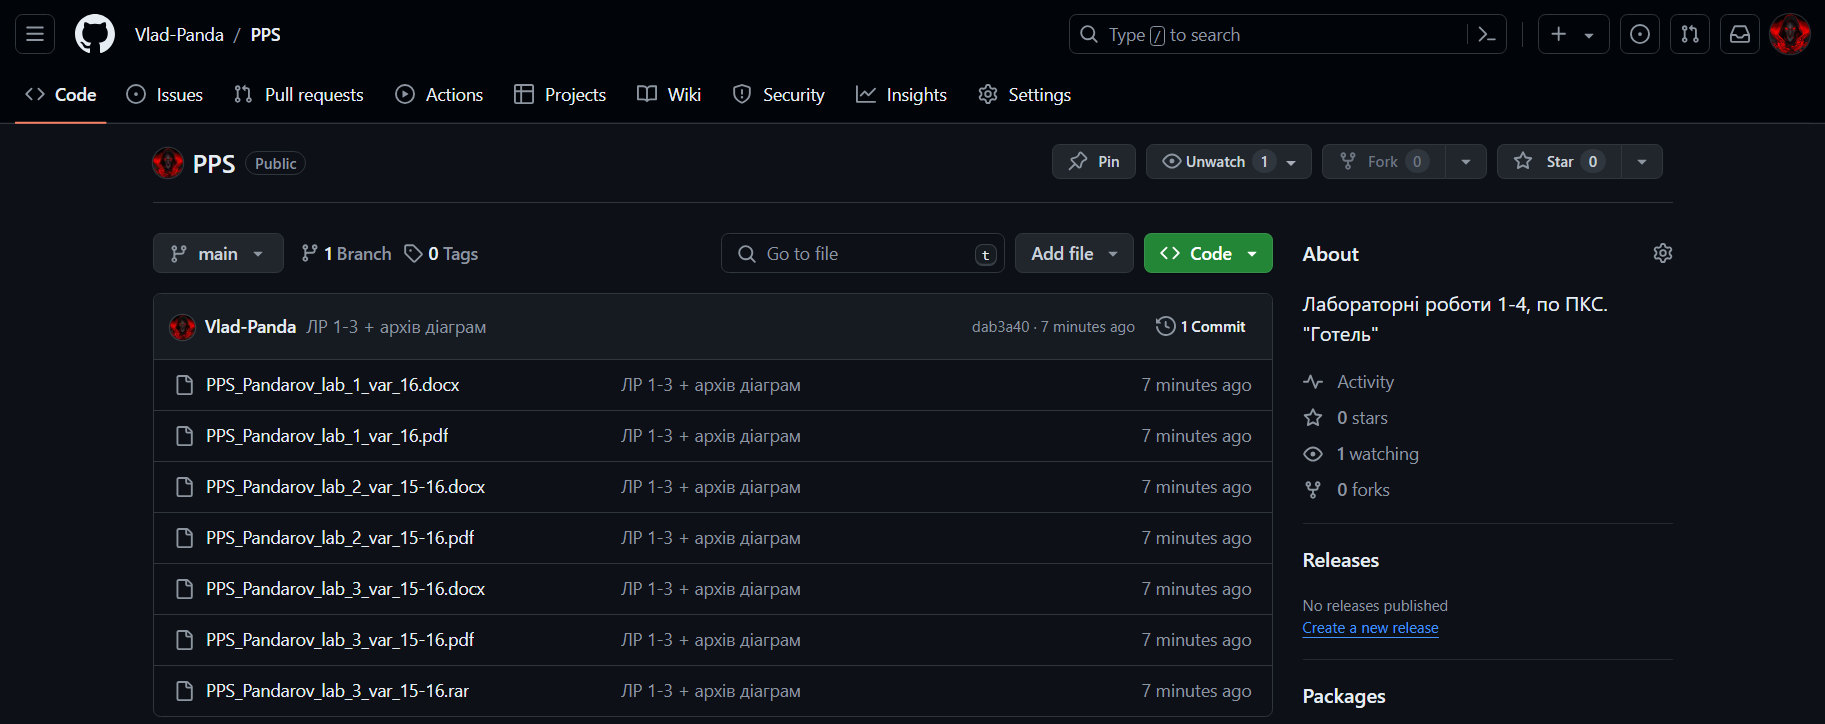 Vlad-Panda / PPS
Type / to search
Code Issues Pull requests Actions Projects Wiki Security Insights Settings
PPS Public
Pin Unwatch 1 Fork 0 Star 0
main 1 Branch 0 Tags Go to file t Add file Code
Vlad-Panda ЛР 1-3 + архів діаграм dab3a40 · 7 minutes ago 1 Commit
PPS_Pandarov_lab_1_var_16.docx ЛР 1-3 + архів діаграм 7 minutes ago
PPS_Pandarov_lab_1_var_16.pdf ЛР 1-3 + архів діаграм 7 minutes ago
PPS_Pandarov_lab_2_var_15-16.docx ЛР 1-3 + архів діаграм 7 minutes ago
PPS_Pandarov_lab_2_var_15-16.pdf ЛР 1-3 + архів діаграм 7 minutes ago
PPS_Pandarov_lab_3_var_15-16.docx ЛР 1-3 + архів діаграм 7 minutes ago
PPS_Pandarov_lab_3_var_15-16.pdf ЛР 1-3 + архів діаграм 7 minutes ago
PPS_Pandarov_lab_3_var_15-16.rar ЛР 1-3 + архів діаграм 7 minutes ago
About
Лабораторні роботи 1-4, по ПКС.
"Готель"
Activity
0 stars
1 watching
0 forks
Releases
No releases published
Create a new release
Packages